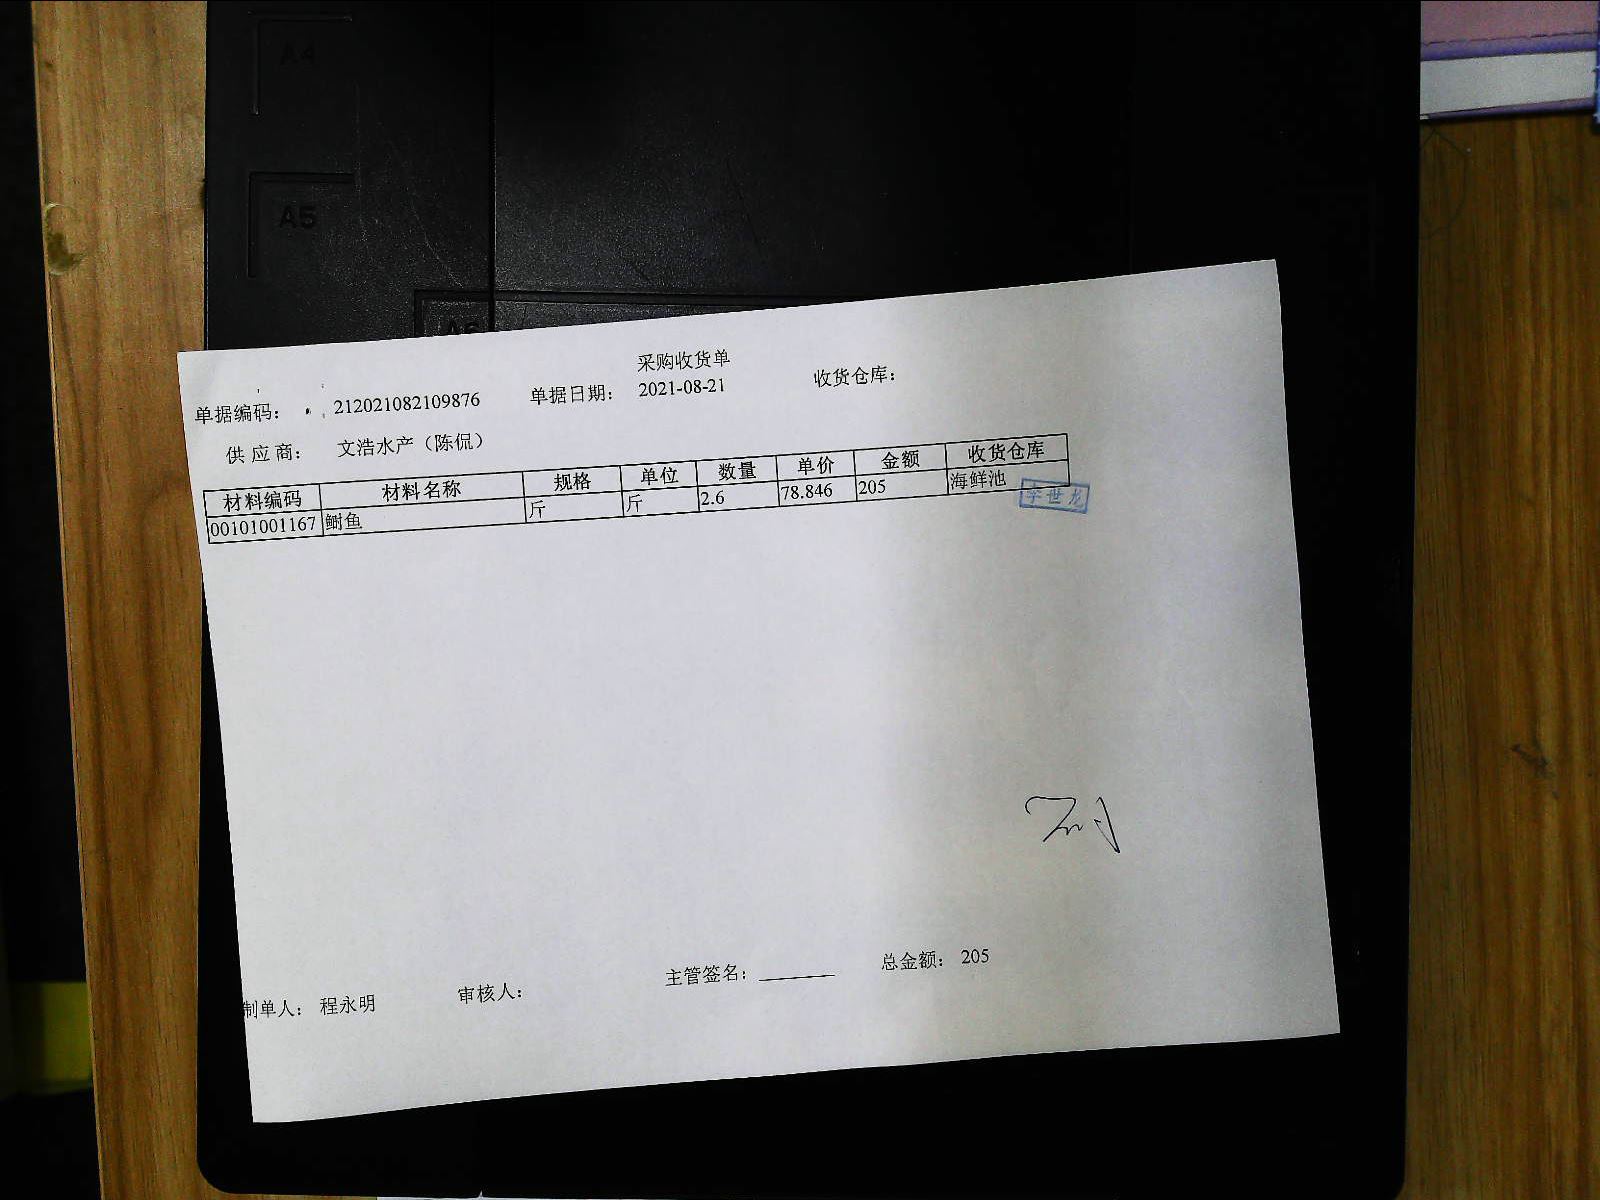 A4
A5
A6
采购收货单
单据编码： 212021082109876 单据日期： 2021-08-21 收货仓库：
供应商： 文浩水产（陈侃）
材料编码 材料名称 规格 单位 数量 单价 金额 收货仓库
00101001167 鲥鱼 斤 斤 2.6 78.846 205 海鲜池
李世龙
制单人： 程永明 审核人： 主管签名： 总金额： 205